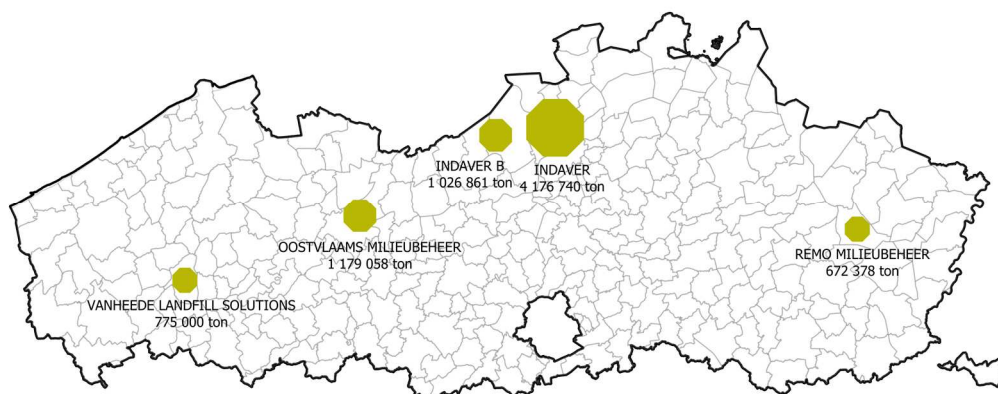 INDAVER B
1 026 861 ton
INDAVER
4 176 740 ton
OOSTVLAAMS MILIEUBEHEER
1 179 058 ton
REMO MILIEUBEHEER
672 378 ton
VANHEEDE LANDFILL SOLUTIONS
775 000 ton